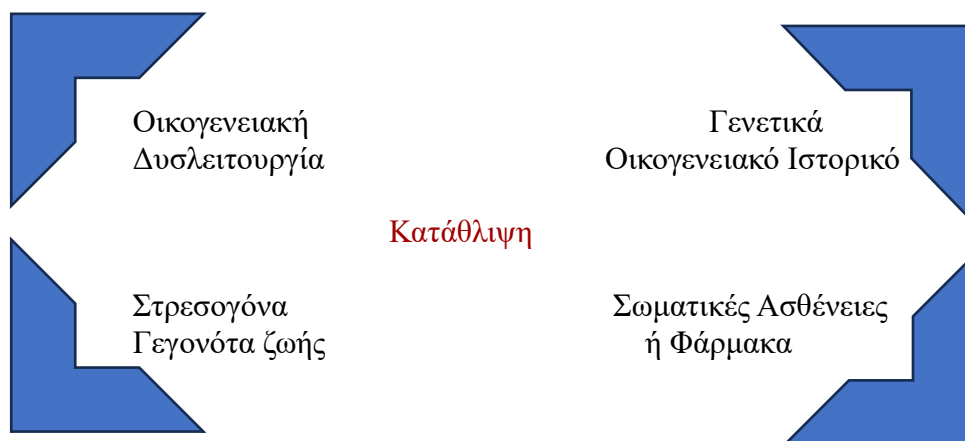 Οικογενειακή
Δυσλειτουργία
Γενετικά
Οικογενειακό Ιστορικό
Κατάθλιψη
Στρεσογόνα
Γεγονότα ζωής
Σωματικές Ασθένειες
ή Φάρμακα